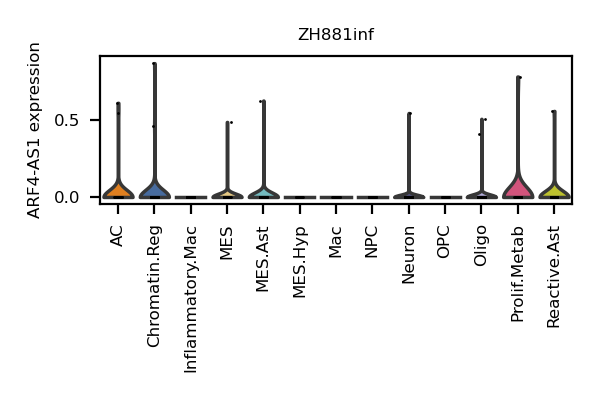 ZH881inf
ARF4-AS1 expression
0.5
0.0
AC
Chromatin.Reg
Inflammatory.Mac
MES
MES.Ast
MES.Hyp
Mac
NPC
Neuron
OPC
Oligo
Prolif.Metab
Reactive.Ast